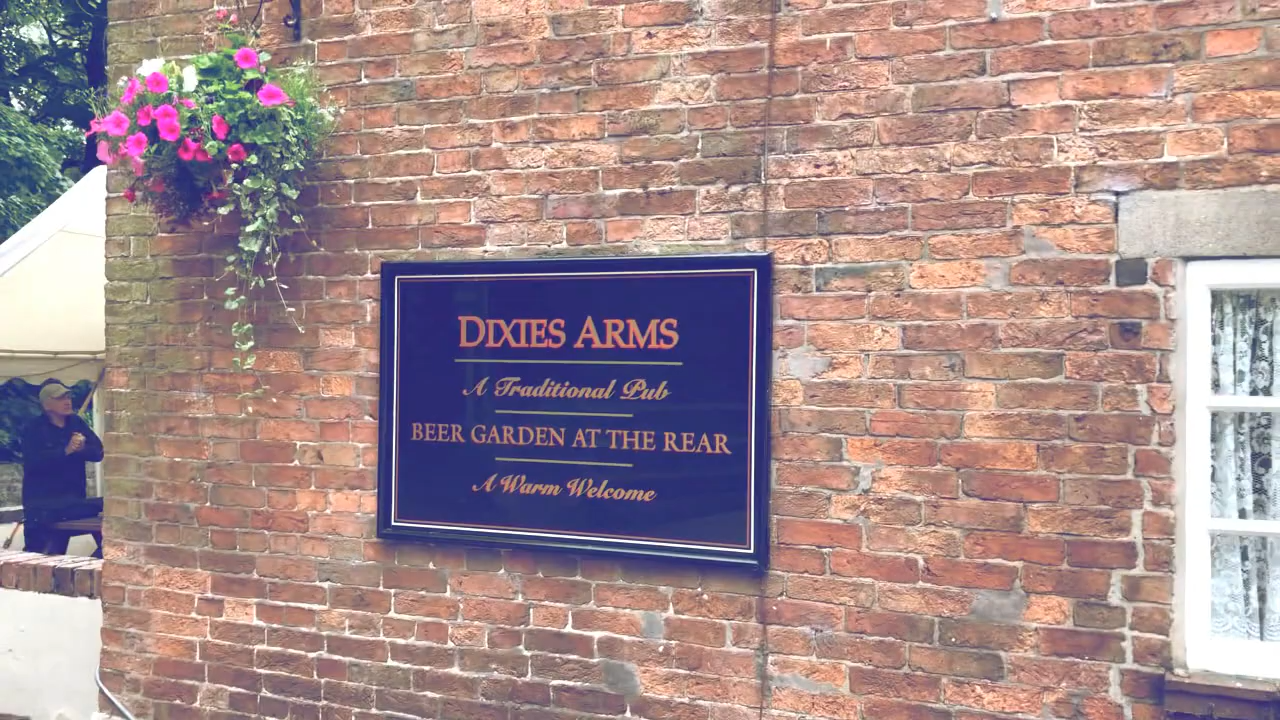 DIXIES ARMS
A Traditional Pub
BEER GARDEN AT THE REAR
A Warm Welcome